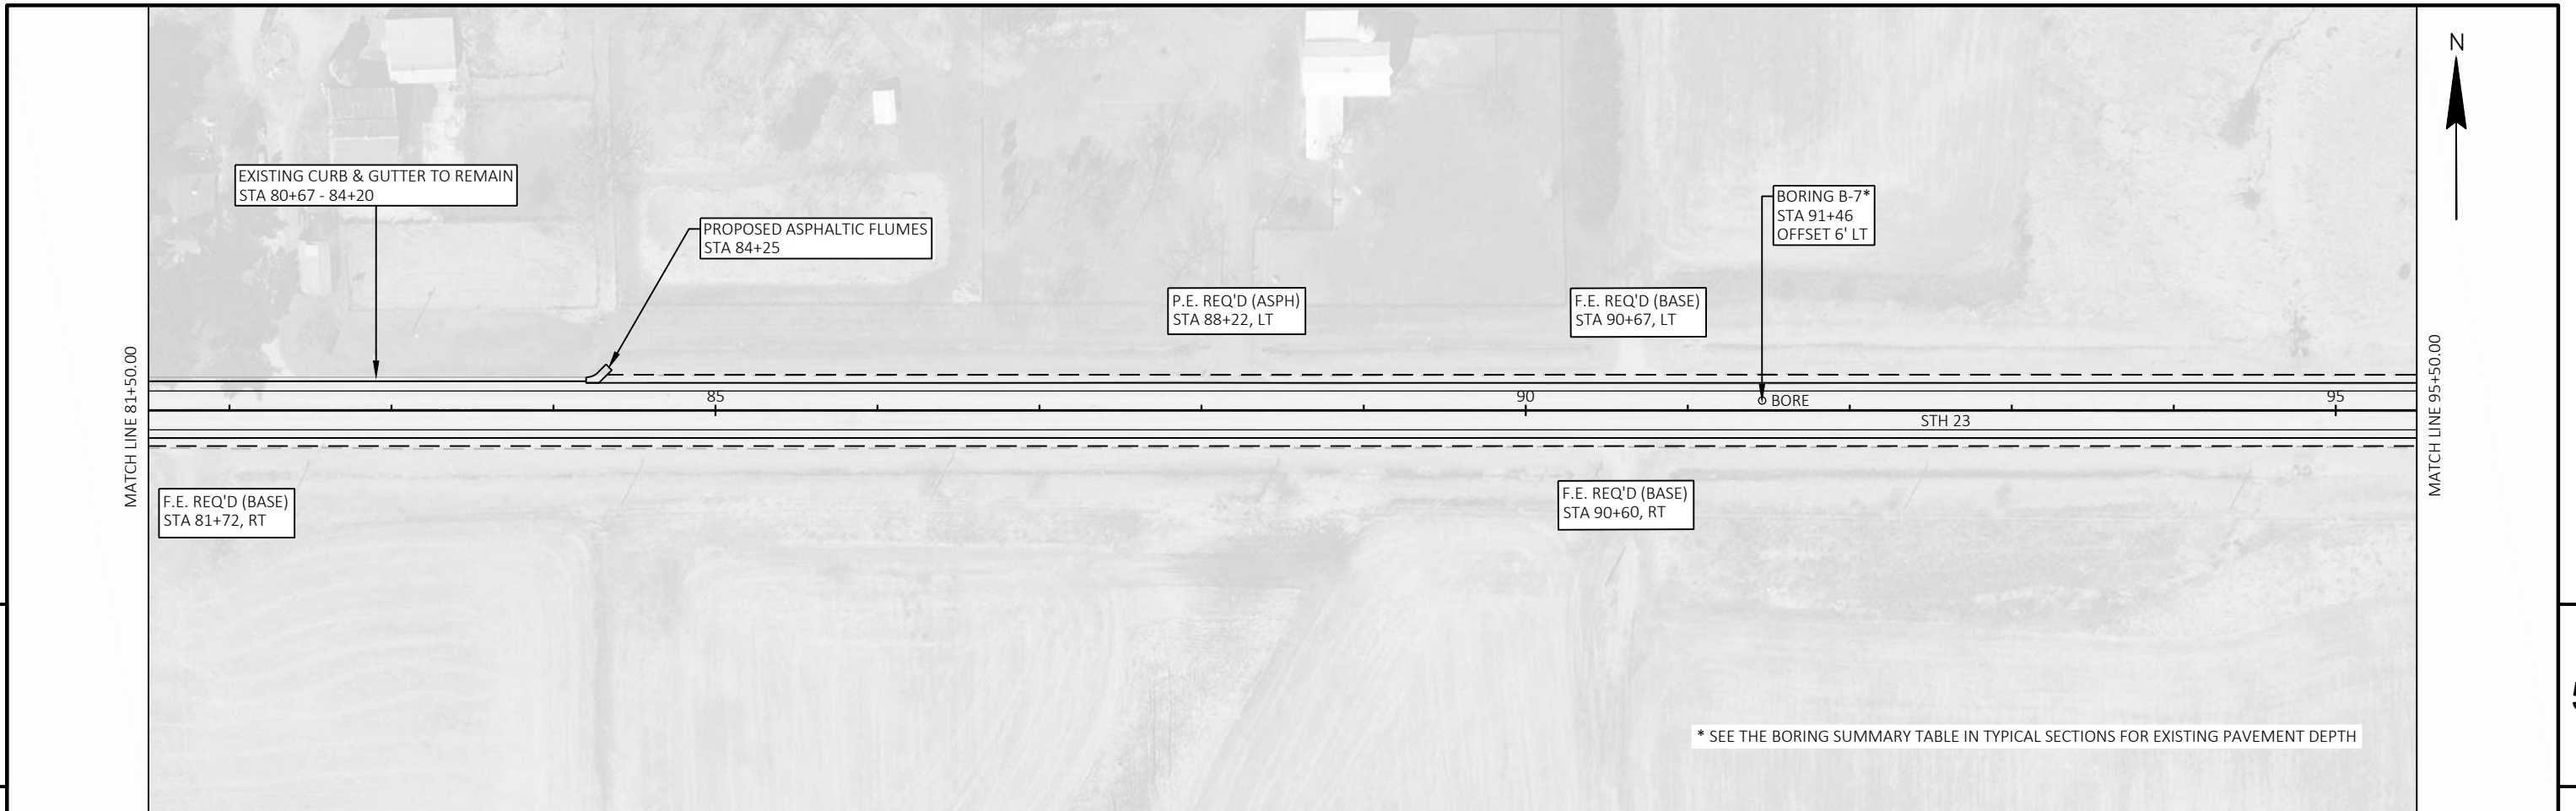 N
EXISTING CURB & GUTTER TO REMAIN
STA 80+67 - 84+20
PROPOSED ASPHALTIC FLUMES
STA 84+25
BORING B-7*
STA 91+46
OFFSET 6' LT
P.E. REQ'D (ASPH)
STA 88+22, LT
F.E. REQ'D (BASE)
STA 90+67, LT
MATCH LINE 81+50.00
MATCH LINE 95+50.00
85
90
BORE
95
STH 23
F.E. REQ'D (BASE)
STA 81+72, RT
F.E. REQ'D (BASE)
STA 90+60, RT
* SEE THE BORING SUMMARY TABLE IN TYPICAL SECTIONS FOR EXISTING PAVEMENT DEPTH